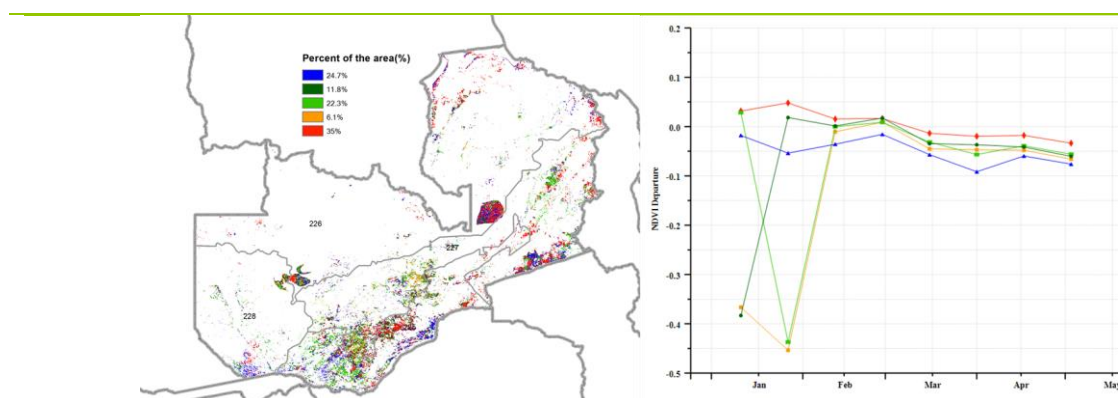 Percent of the area(%)
24.7%
11.8%
22.3%
6.1%
35%
226
227
228
0.2
0.1
0.0
-0.1
-0.2
-0.3
-0.4
-0.5
NDVI Departure
Jan
Feb
Mar
Apr
May